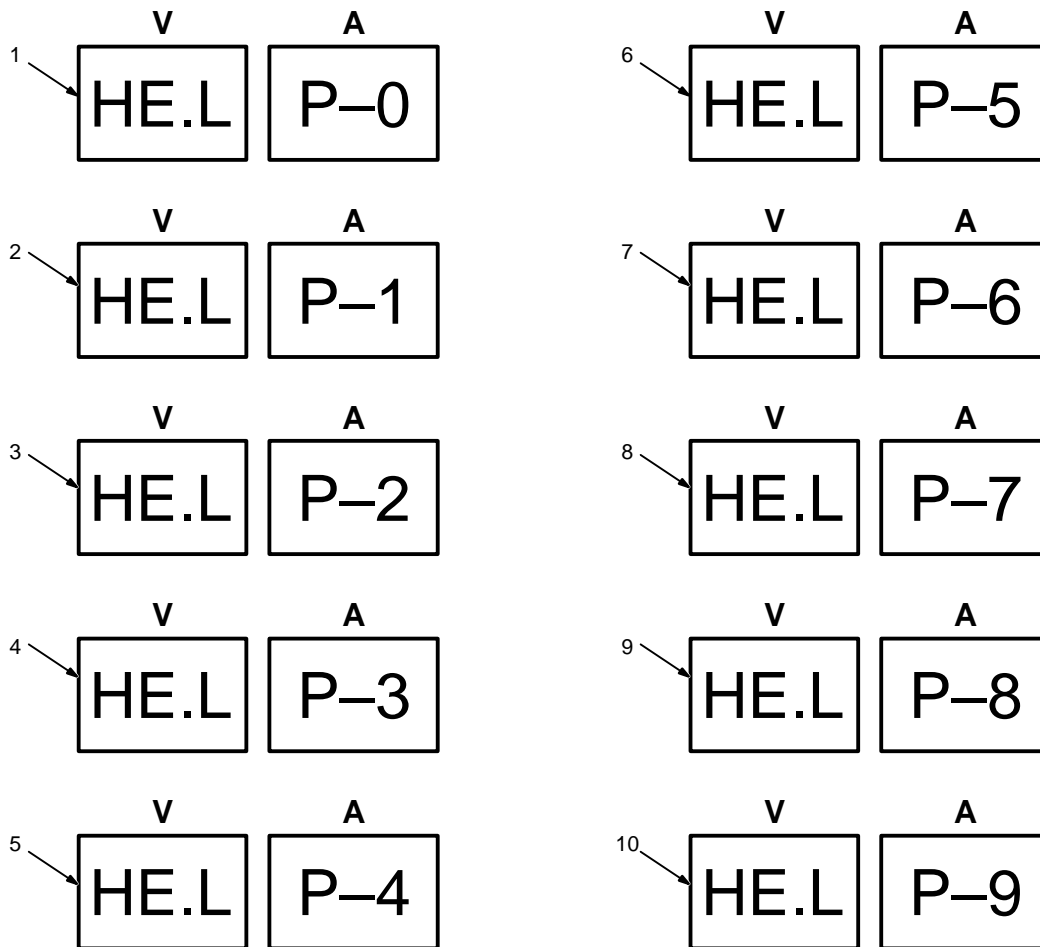 V A
1 HE.L P–0
V A
2 HE.L P–1
V A
3 HE.L P–2
V A
4 HE.L P–3
V A
5 HE.L P–4
V A
6 HE.L P–5
V A
7 HE.L P–6
V A
8 HE.L P–7
V A
9 HE.L P–8
V A
10 HE.L P–9